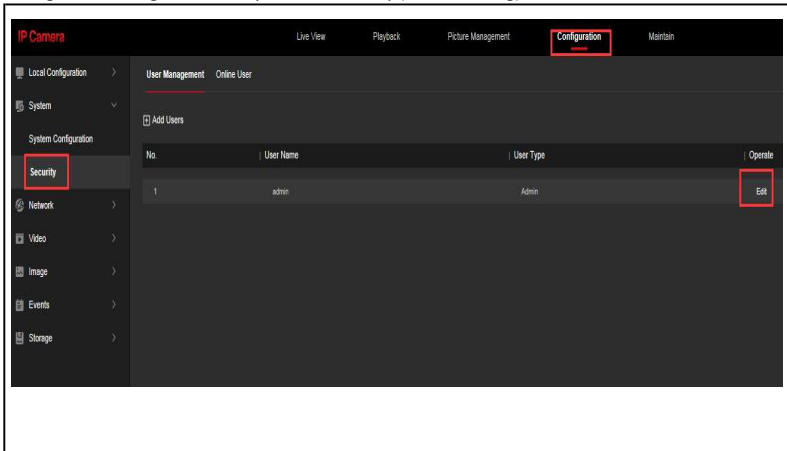 IP Camera
Live View
Playback
Picture Management
Configuration
Maintain
Local Configuration
User Management
Online User
System
Add Users
System Configuration
No.
User Name
User Type
Operate
Security
1
admin
Admin
Edit
Network
Video
Image
Events
Storage